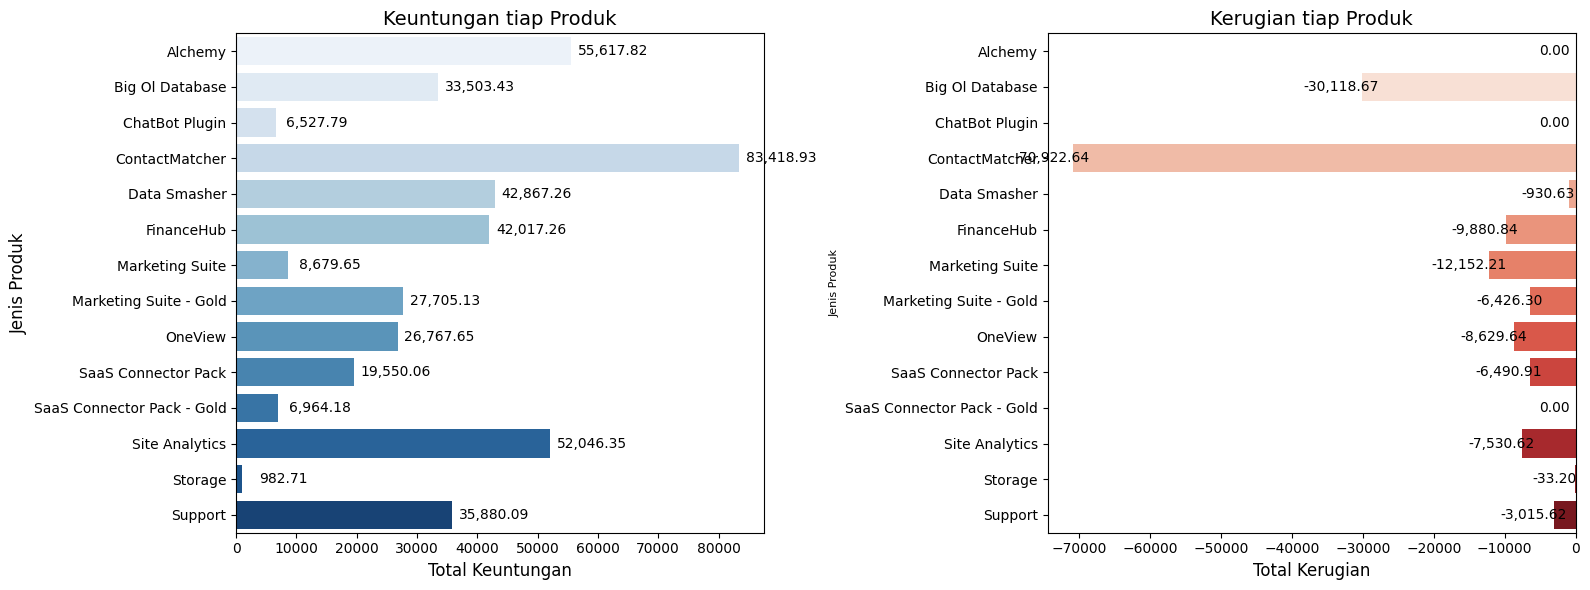 Keuntungan tiap Produk
Jenis Produk
Alchemy 55,617.82
Big Ol Database 33,503.43
ChatBot Plugin 6,527.79
ContactMatcher 83,418.93
Data Smasher 42,867.26
FinanceHub 42,017.26
Marketing Suite 8,679.65
Marketing Suite - Gold 27,705.13
OneView 26,767.65
SaaS Connector Pack 19,550.06
SaaS Connector Pack - Gold 6,964.18
Site Analytics 52,046.35
Storage 982.71
Support 35,880.09
0 10000 20000 30000 40000 50000 60000 70000 80000
Total Keuntungan
Kerugian tiap Produk
Jenis Produk
Alchemy 0.00
Big Ol Database -30,118.67
ChatBot Plugin 0.00
ContactMatcher -70,922.64
Data Smasher -930.63
FinanceHub -9,880.84
Marketing Suite -12,152.21
Marketing Suite - Gold -6,426.30
OneView -8,629.64
SaaS Connector Pack -6,490.91
SaaS Connector Pack - Gold 0.00
Site Analytics -7,530.62
Storage -33.20
Support -3,015.62
−70000 −60000 −50000 −40000 −30000 −20000 −10000 0
Total Kerugian